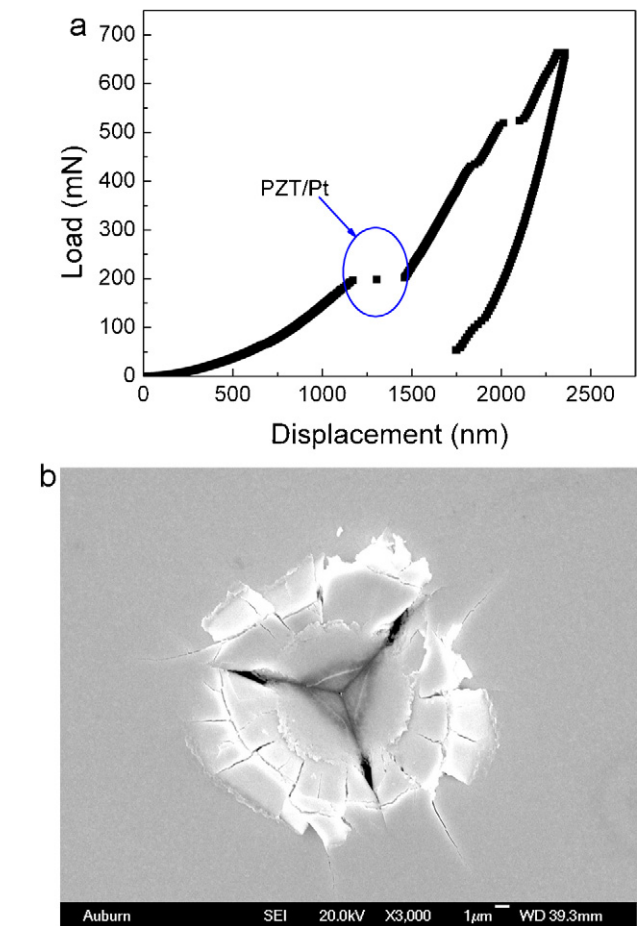 a
700
600
500
400
300
200
100
0
Load (mN)
PZT/Pt
0 500 1000 1500 2000 2500
Displacement (nm)
b
Auburn SEI 20.0kV X3,000 1μm WD 39.3mm